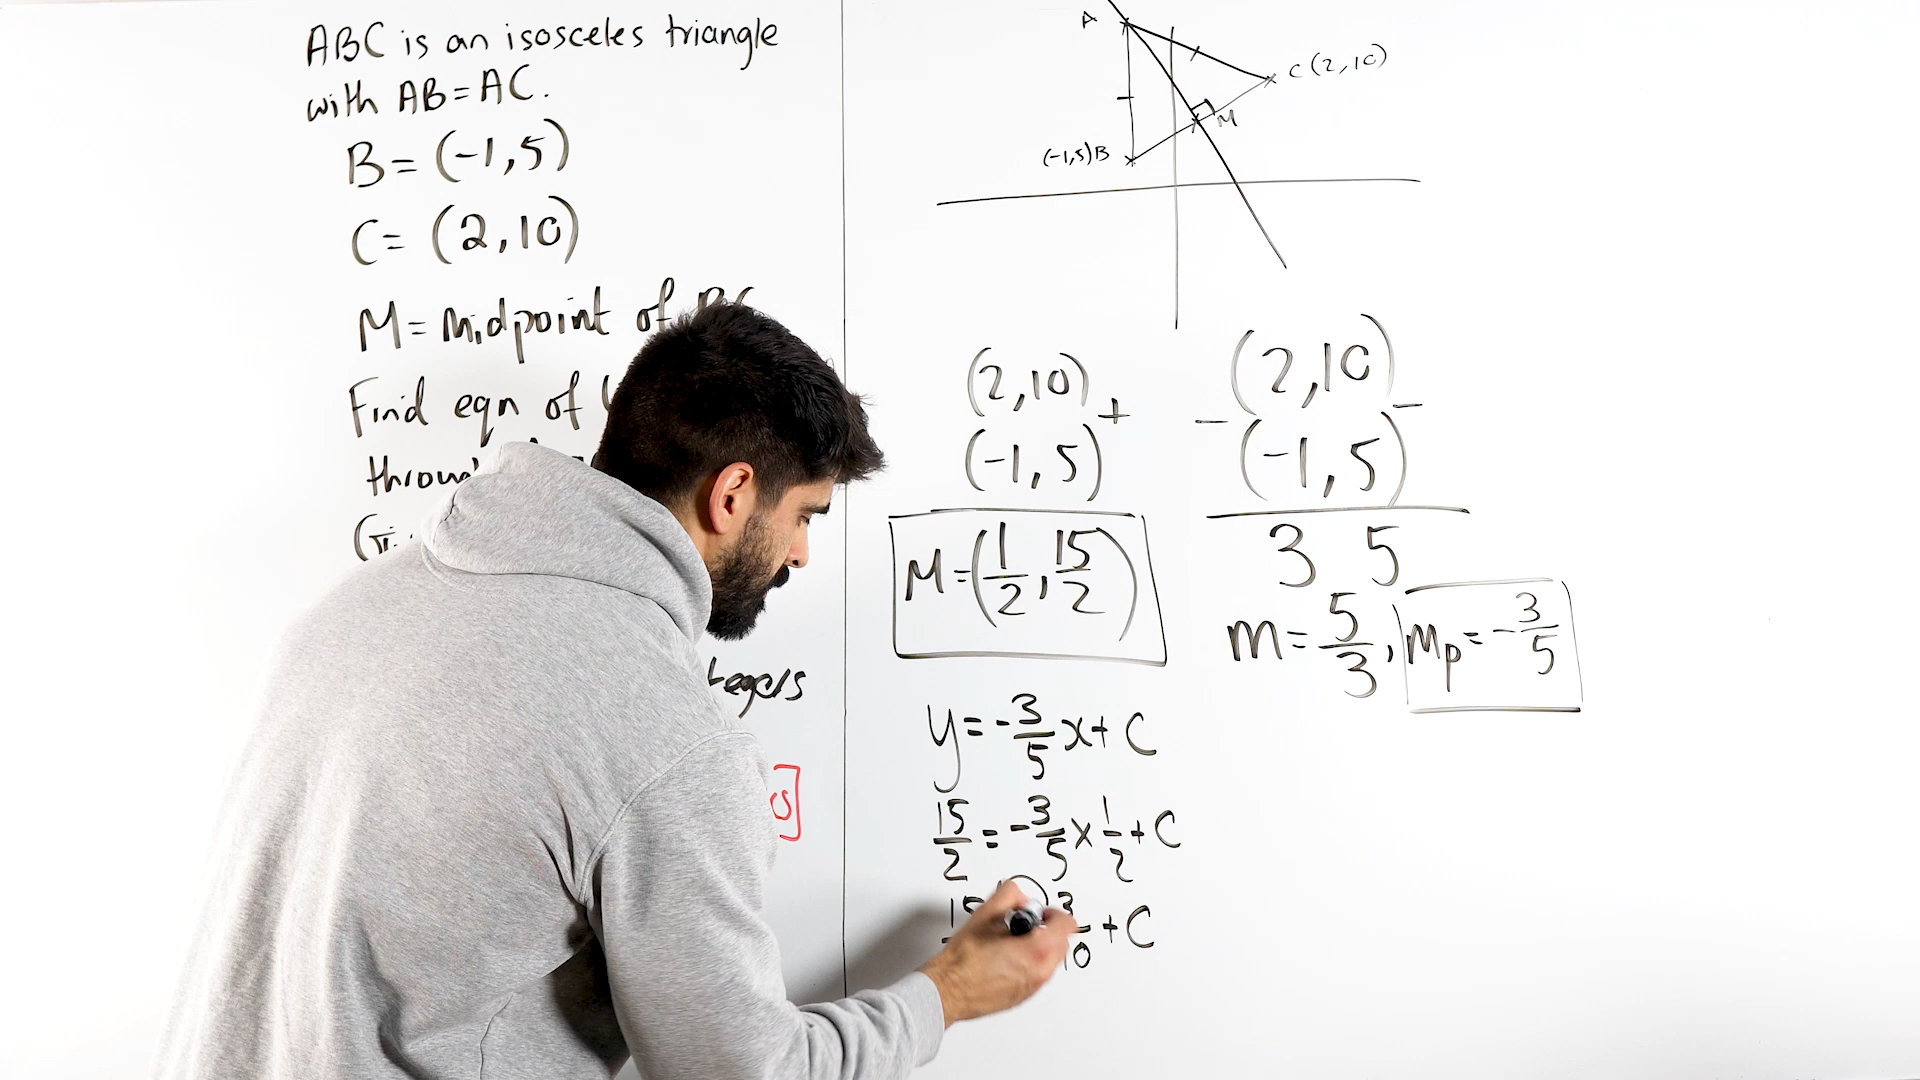 ABC is an isosceles triangle
with AB=AC.
B= (-1,5)
C= (2,10)
M= Midpoint of
Find eqn of
A
C (2,10)
M
(-1,5)B
(2,10) +
(-1,5)
M=(1/2, 15/2)
- (2,10) -
(-1,5)
3 5
m= 5/3, Mp= -3/5
y= -3/5 x+ C
15/2 = -3/5 x 1/2 + C
3/10 + C